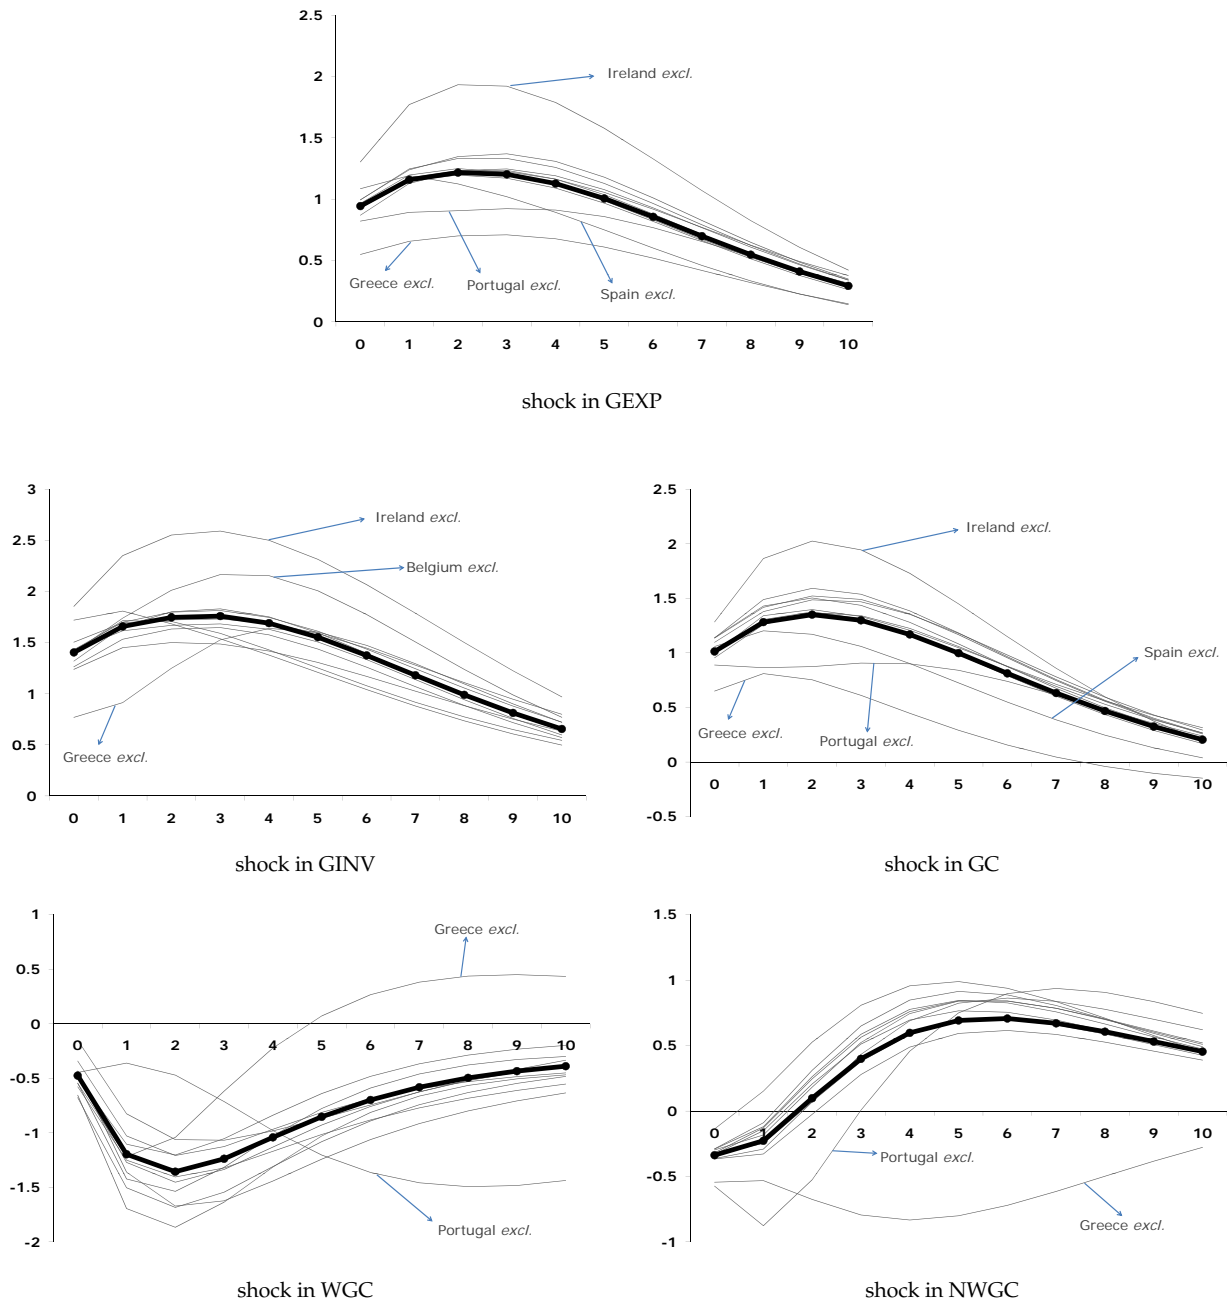 2.5
2
1.5
1
0.5
0
0 1 2 3 4 5 6 7 8 9 10
Ireland excl.
Greece excl.
Portugal excl.
Spain excl.
shock in GEXP
3
2.5
2
1.5
1
0.5
0
0 1 2 3 4 5 6 7 8 9 10
Ireland excl.
Belgium excl.
Greece excl.
shock in GINV
2.5
2
1.5
1
0.5
0
-0.5
0 1 2 3 4 5 6 7 8 9 10
Ireland excl.
Spain excl.
Greece excl.
Portugal excl.
shock in GC
1
0.5
0
-0.5
-1
-1.5
-2
0 1 2 3 4 5 6 7 8 9 10
Greece excl.
Portugal excl.
shock in WGC
1.5
1
0.5
0
-0.5
-1
0 1 2 3 4 5 6 7 8 9 10
Portugal excl.
Greece excl.
shock in NWGC